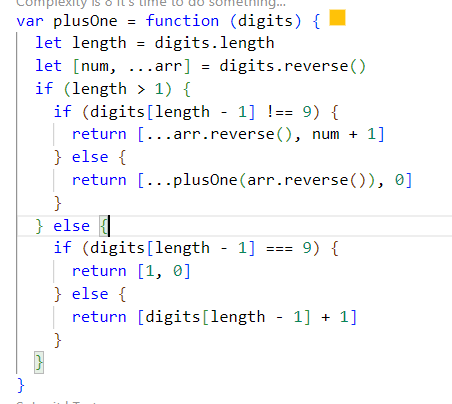 Complexity is 8 It's time to do something...
var plusOne = function (digits) {
  let length = digits.length
  let [num, ...arr] = digits.reverse()
  if (length > 1) {
    if (digits[length - 1] !== 9) {
      return [...arr.reverse(), num + 1]
    } else {
      return [...plusOne(arr.reverse()), 0]
    }
  } else {
    if (digits[length - 1] === 9) {
      return [1, 0]
    } else {
      return [digits[length - 1] + 1]
    }
  }
}